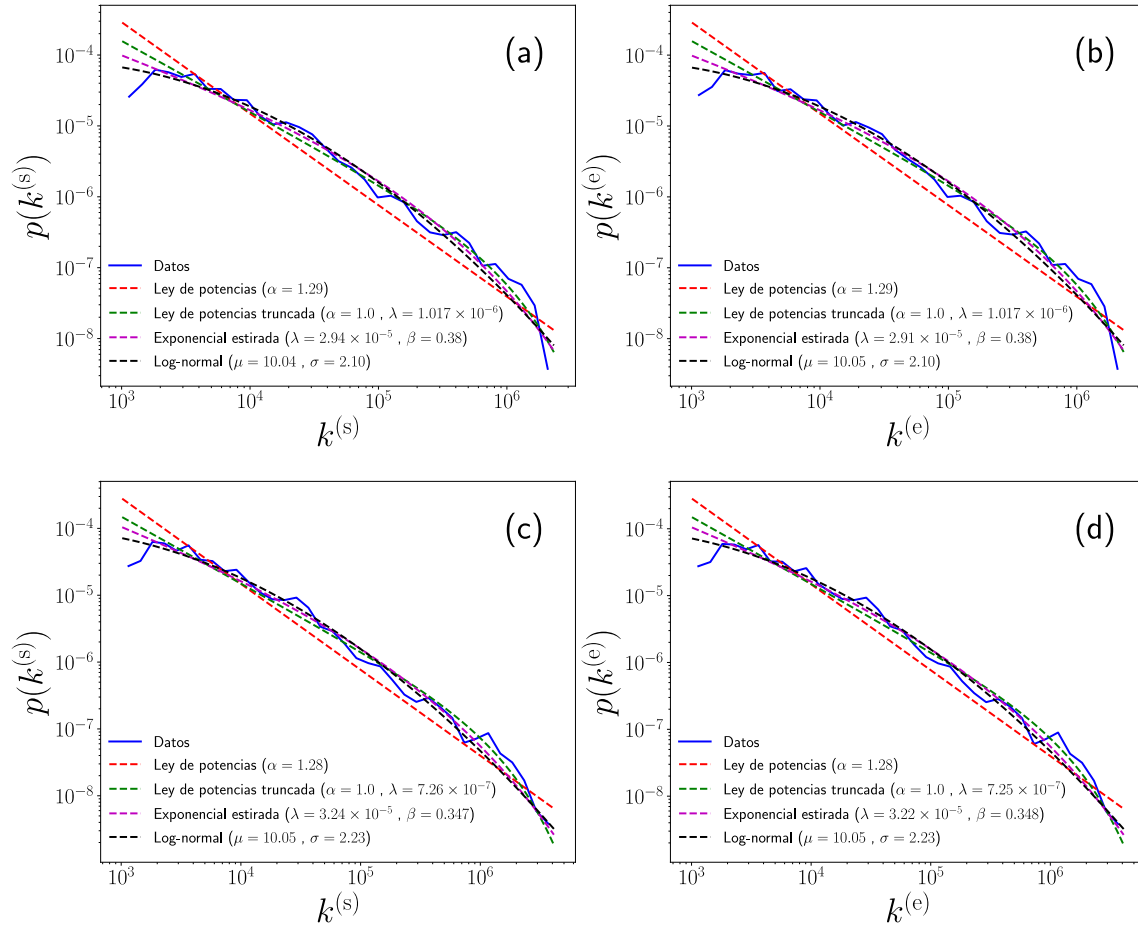 (a)
10^{-4}
10^{-5}
10^{-6}
10^{-7}
10^{-8}
p(k^{(s)})
Datos
Ley de potencias (α = 1.29)
Ley de potencias truncada (α = 1.0 , λ = 1.017 × 10^{-6})
Exponencial estirada (λ = 2.94 × 10^{-5} , β = 0.38)
Log-normal (μ = 10.04 , σ = 2.10)
10^3 10^4 10^5 10^6
k^{(s)}
(b)
10^{-4}
10^{-5}
10^{-6}
10^{-7}
10^{-8}
p(k^{(e)})
Datos
Ley de potencias (α = 1.29)
Ley de potencias truncada (α = 1.0 , λ = 1.017 × 10^{-6})
Exponencial estirada (λ = 2.91 × 10^{-5} , β = 0.38)
Log-normal (μ = 10.05 , σ = 2.10)
10^3 10^4 10^5 10^6
k^{(e)}
(c)
10^{-4}
10^{-5}
10^{-6}
10^{-7}
10^{-8}
p(k^{(s)})
Datos
Ley de potencias (α = 1.28)
Ley de potencias truncada (α = 1.0 , λ = 7.26 × 10^{-7})
Exponencial estirada (λ = 3.24 × 10^{-5} , β = 0.347)
Log-normal (μ = 10.05 , σ = 2.23)
10^3 10^4 10^5 10^6
k^{(s)}
(d)
10^{-4}
10^{-5}
10^{-6}
10^{-7}
10^{-8}
p(k^{(e)})
Datos
Ley de potencias (α = 1.28)
Ley de potencias truncada (α = 1.0 , λ = 7.25 × 10^{-7})
Exponencial estirada (λ = 3.22 × 10^{-5} , β = 0.348)
Log-normal (μ = 10.05 , σ = 2.23)
10^3 10^4 10^5 10^6
k^{(e)}